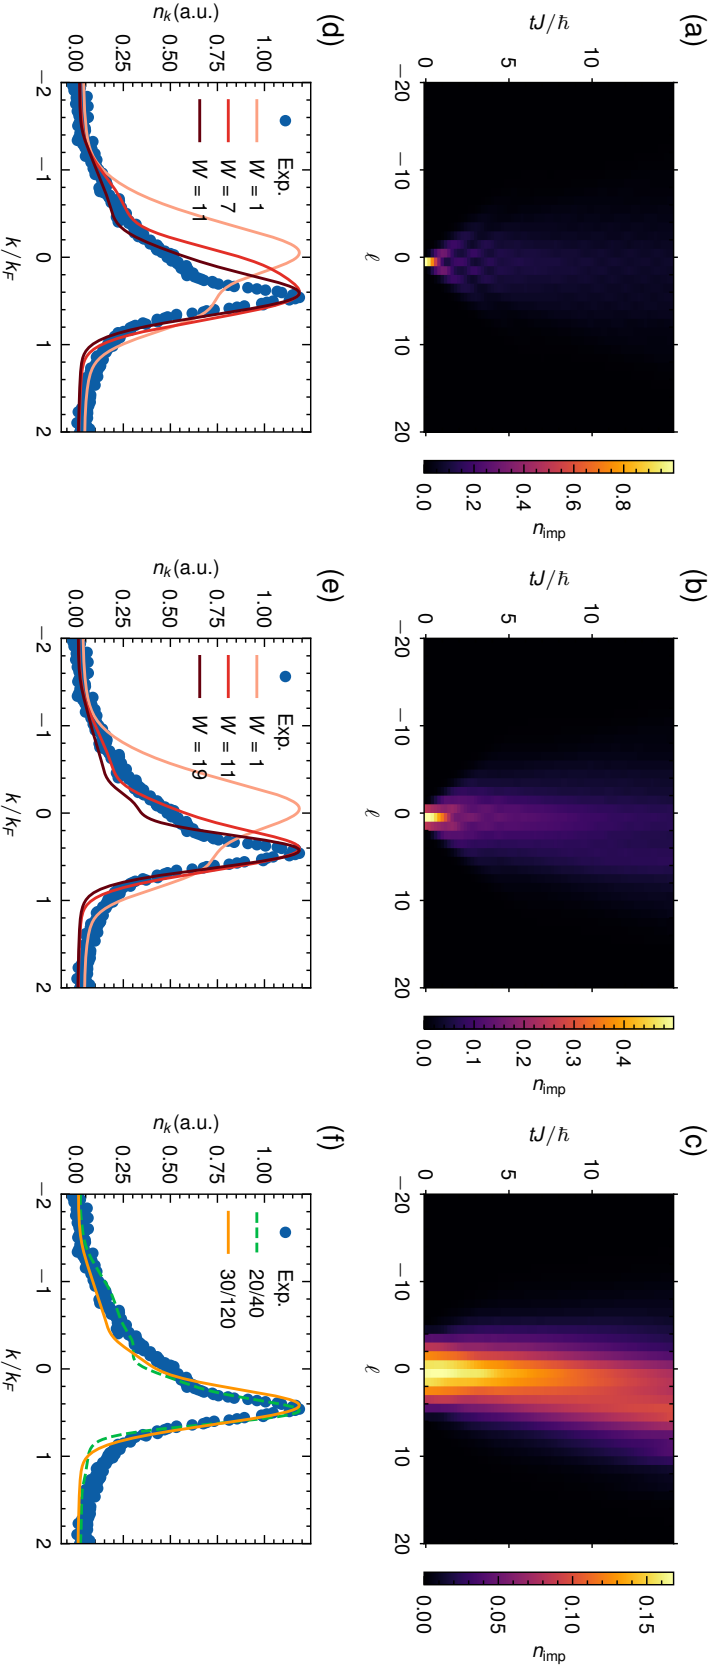 (a)
tJ/ħ
10
5
0
−20
−10
0
10
20
ℓ
0.8
0.6
0.4
0.2
0.0
n_imp
(b)
tJ/ħ
10
5
0
−20
−10
0
10
20
ℓ
0.4
0.3
0.2
0.1
0.0
n_imp
(c)
tJ/ħ
10
5
0
−20
−10
0
10
20
ℓ
0.15
0.10
0.05
0.00
n_imp
(d)
n_k(a.u.)
1.00
0.75
0.50
0.25
0.00
Exp.
W = 1
W = 7
W = 11
−2
−1
0
1
2
k/k_F
(e)
n_k(a.u.)
1.00
0.75
0.50
0.25
0.00
Exp.
W = 1
W = 11
W = 19
−2
−1
0
1
2
k/k_F
(f)
n_k(a.u.)
1.00
0.75
0.50
0.25
0.00
Exp.
20/40
30/120
−2
−1
0
1
2
k/k_F